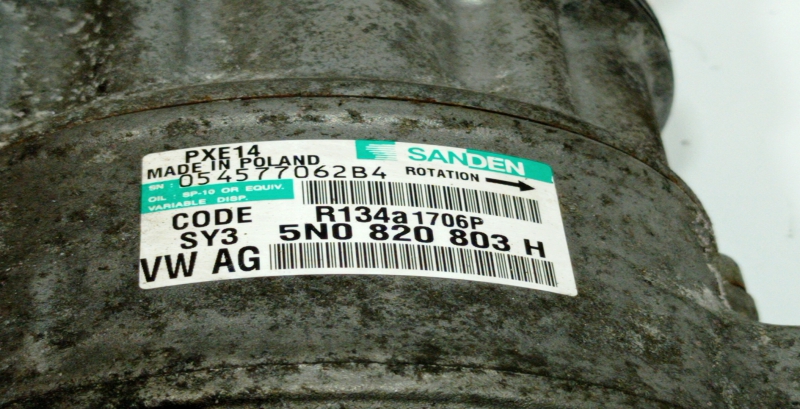 PXE14 SANDEN
MADE IN POLAND
SN : 054577062B4 ROTATION
OIL : SP-10 OR EQUIV.
VARIABLE DISP.
CODE R134a 1706P
SY3 5N0 820 803 H
VW AG